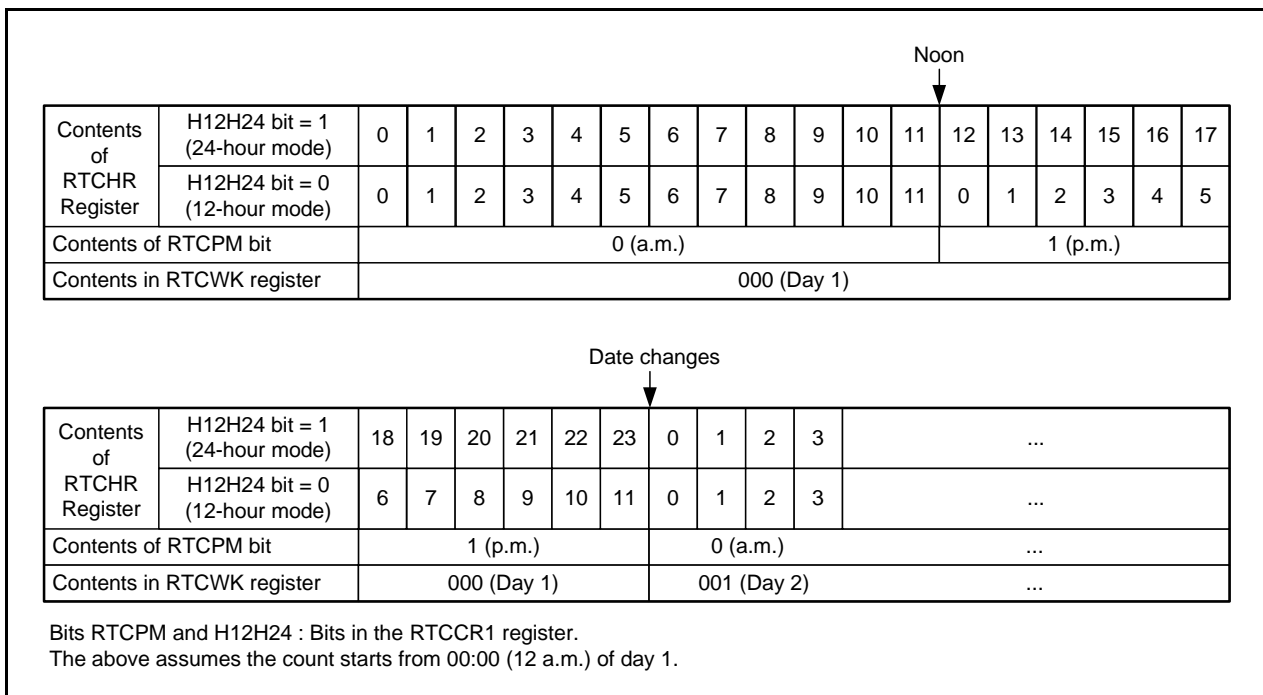 Noon
Contents of RTCHR Register
H12H24 bit = 1 (24-hour mode) 0 1 2 3 4 5 6 7 8 9 10 11 12 13 14 15 16 17
H12H24 bit = 0 (12-hour mode) 0 1 2 3 4 5 6 7 8 9 10 11 0 1 2 3 4 5
Contents of RTCPM bit 0 (a.m.) 1 (p.m.)
Contents in RTCWK register 000 (Day 1)
Date changes
Contents of RTCHR Register
H12H24 bit = 1 (24-hour mode) 18 19 20 21 22 23 0 1 2 3 ...
H12H24 bit = 0 (12-hour mode) 6 7 8 9 10 11 0 1 2 3 ...
Contents of RTCPM bit 1 (p.m.) 0 (a.m.) ...
Contents in RTCWK register 000 (Day 1) 001 (Day 2) ...
Bits RTCPM and H12H24 : Bits in the RTCCR1 register.
The above assumes the count starts from 00:00 (12 a.m.) of day 1.